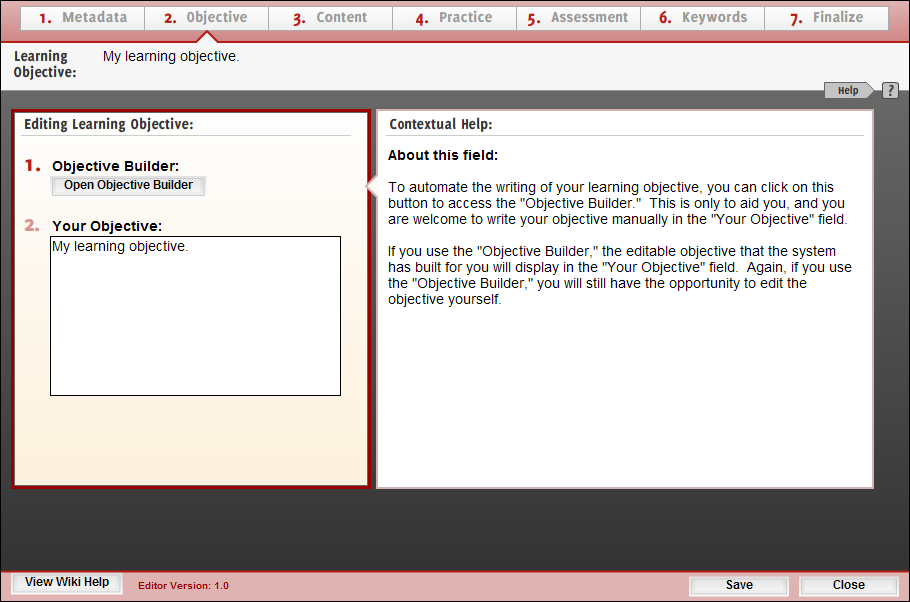 1. Metadata 2. Objective 3. Content 4. Practice 5. Assessment 6. Keywords 7. Finalize
Learning
Objective:
My learning objective.
Help ?
Editing Learning Objective:
1. Objective Builder:
Open Objective Builder
2. Your Objective:
My learning objective.
Contextual Help:
About this field:
To automate the writing of your learning objective, you can click on this
button to access the "Objective Builder."  This is only to aid you, and you
are welcome to write your objective manually in the "Your Objective" field.
If you use the "Objective Builder," the editable objective that the system
has built for you will display in the "Your Objective" field.  Again, if you use
the "Objective Builder," you will still have the opportunity to edit the
objective yourself.
View Wiki Help Editor Version: 1.0 Save Close